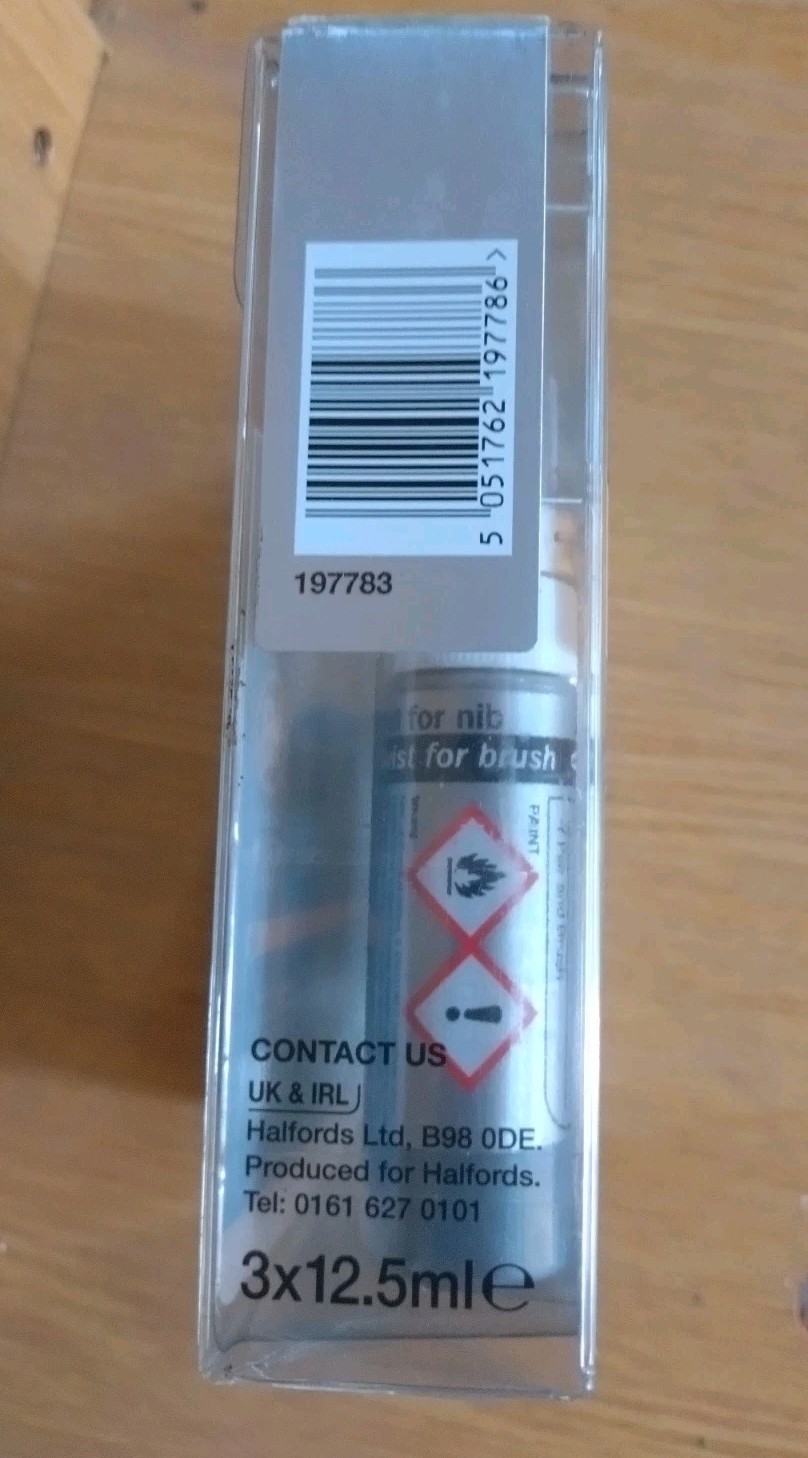 5 051762 197786 >
197783
for nib
ist for brush
PAINT
CONTACT US
UK & IRL
Halfords Ltd, B98 0DE.
Produced for Halfords.
Tel: 0161 627 0101
3x12.5ml e